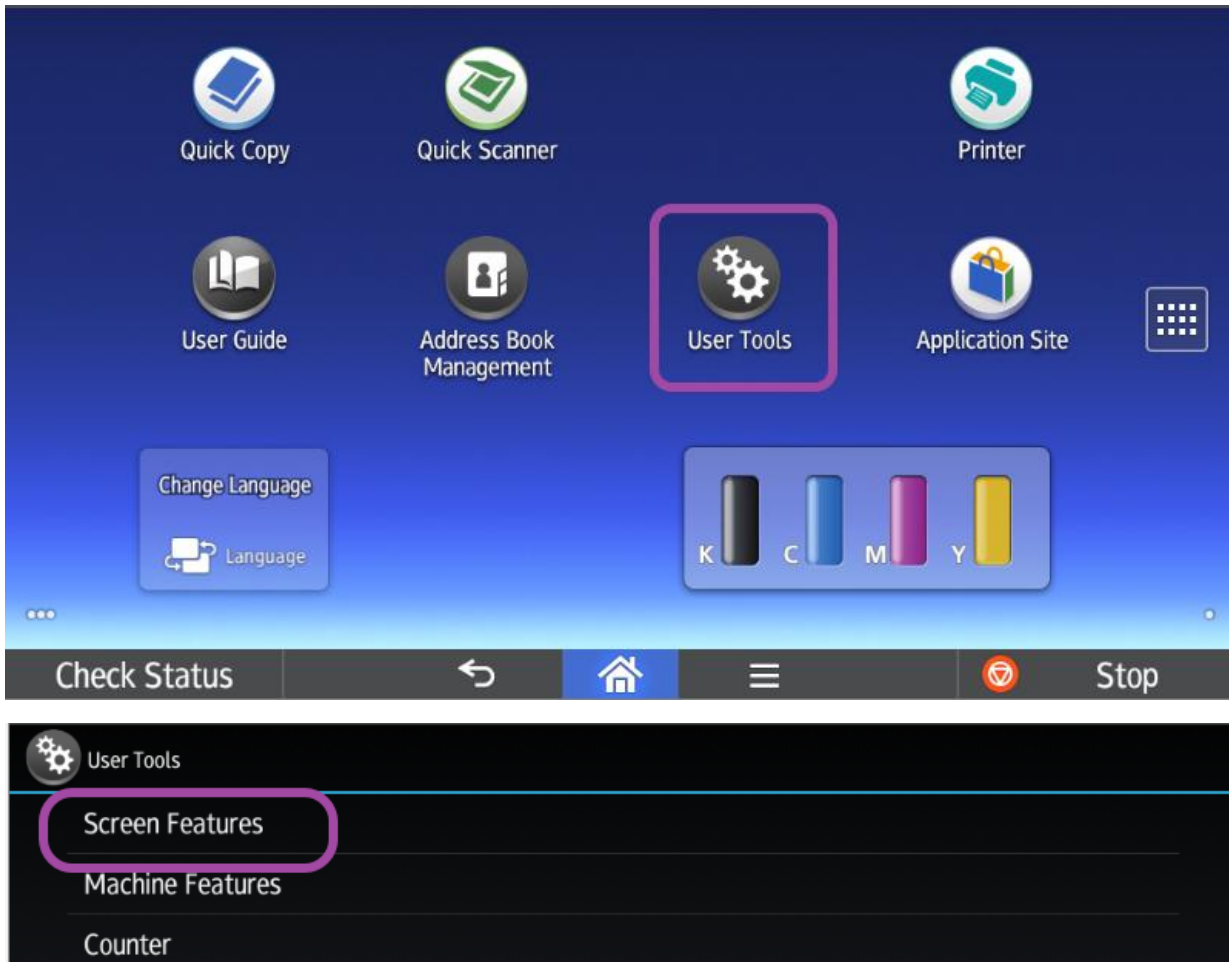 Quick Copy
Quick Scanner
Printer
User Guide
Address Book
Management
User Tools
Application Site
Change Language
Language
K
C
M
Y
Check Status
Stop
User Tools
Screen Features
Machine Features
Counter